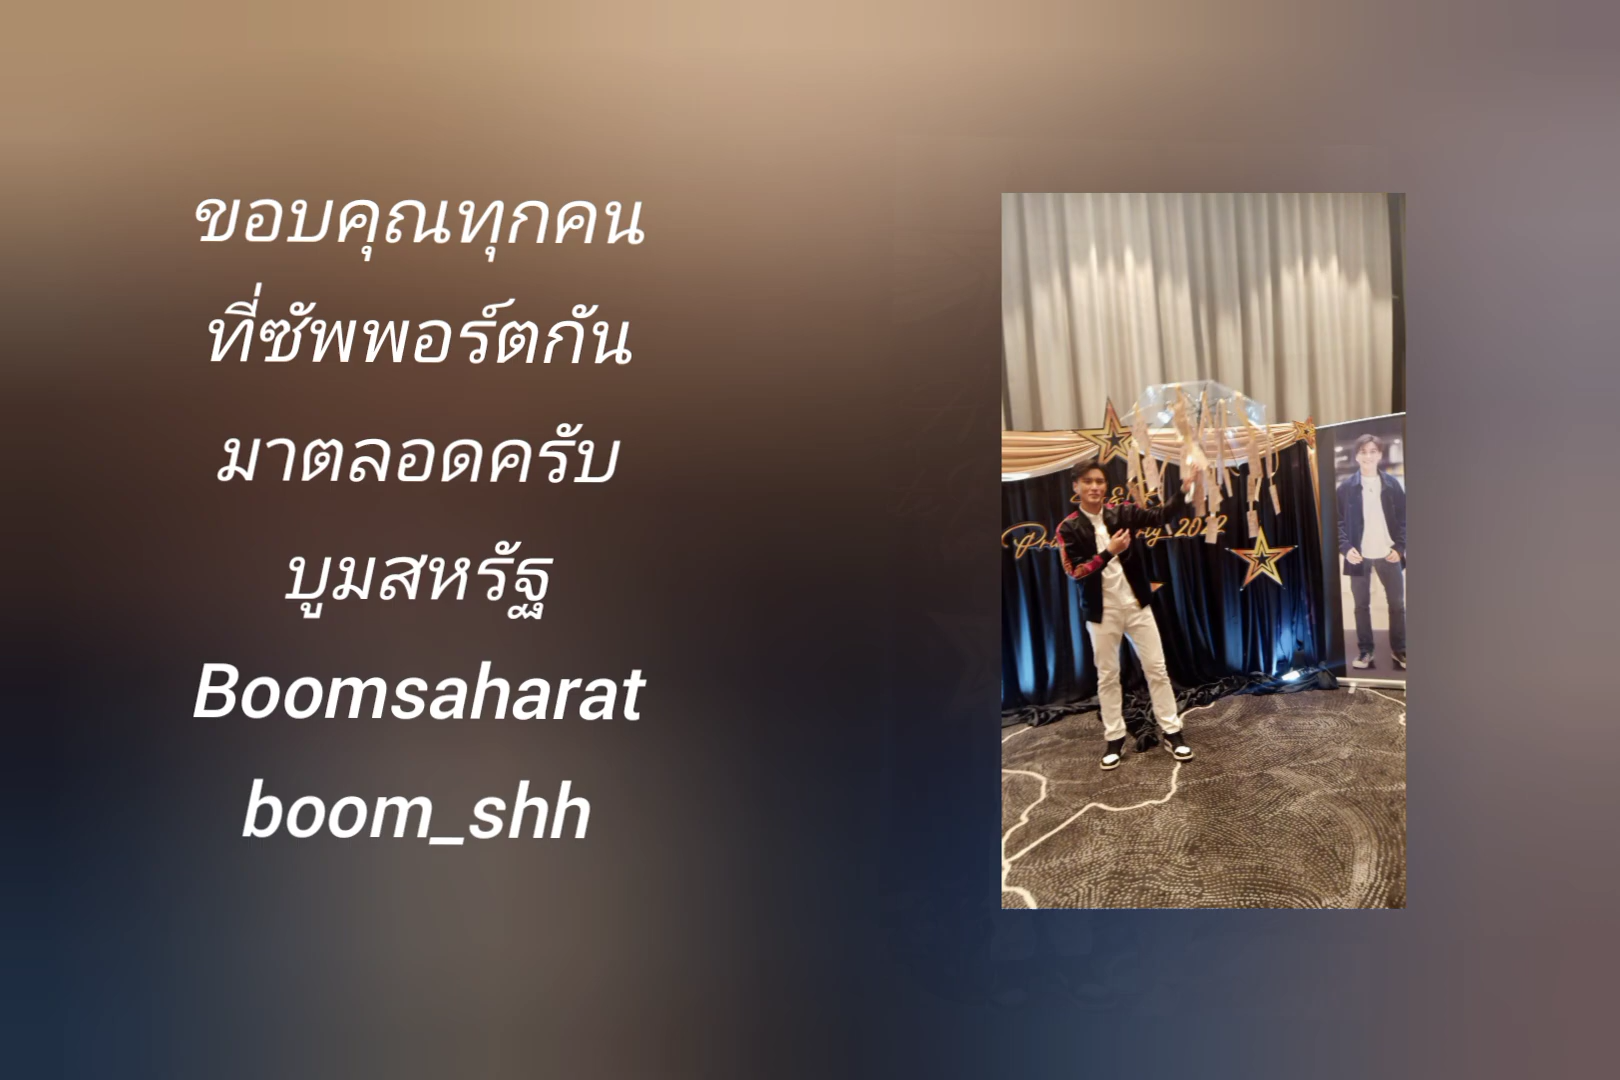 ขอบคุณทุกคน
ที่ซัพพอร์ตกัน
มาตลอดครับ
บูมสหรัฐ
Boomsaharat
boom_shh
2022